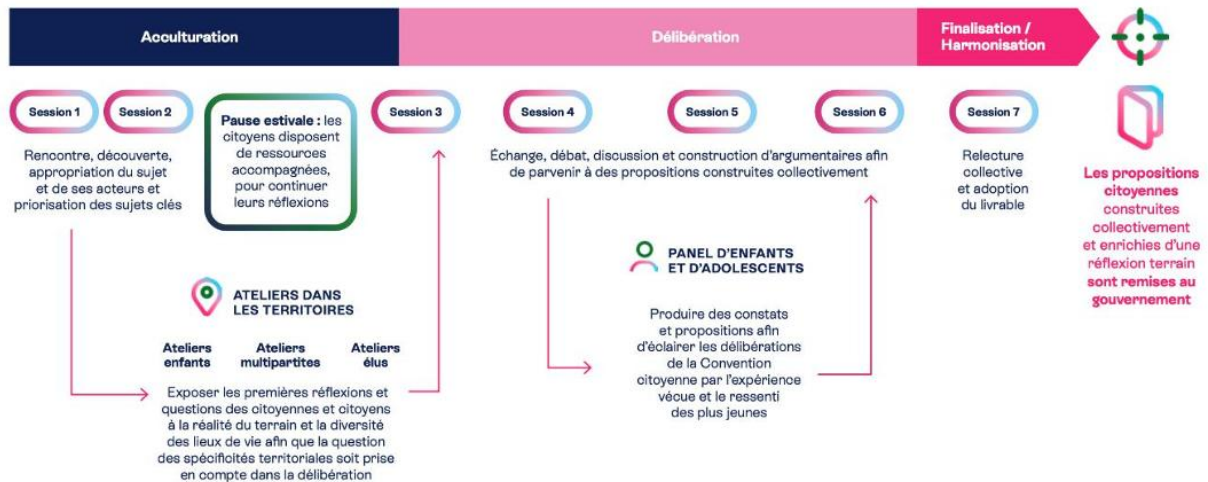 Acculturation
Délibération
Finalisation /
Harmonisation
Session 1
Session 2
Rencontre, découverte,
appropriation du sujet
et de ses acteurs et
priorisation des sujets clés
Pause estivale : les
citoyens disposent
de ressources
accompagnées,
pour continuer
leurs réflexions
Session 3
Session 4
Session 5
Session 6
Échange, débat, discussion et construction d'argumentaires afin
de parvenir à des propositions construites collectivement
Session 7
Relecture
collective
et adoption
du livrable
Les propositions
citoyennes
construites
collectivement
et enrichies d'une
réflexion terrain
sont remises au
gouvernement
ATELIERS DANS
LES TERRITOIRES
Ateliers
enfants
Ateliers
multipartites
Ateliers
élus
Exposer les premières réflexions et
questions des citoyennes et citoyens
à la réalité du terrain et la diversité
des lieux de vie afin que la question
des spécificités territoriales soit prise
en compte dans la délibération
PANEL D'ENFANTS
ET D'ADOLESCENTS
Produire des constats
et propositions afin
d'éclairer les délibérations
de la Convention
citoyenne par l'expérience
vécue et le ressenti
des plus jeunes